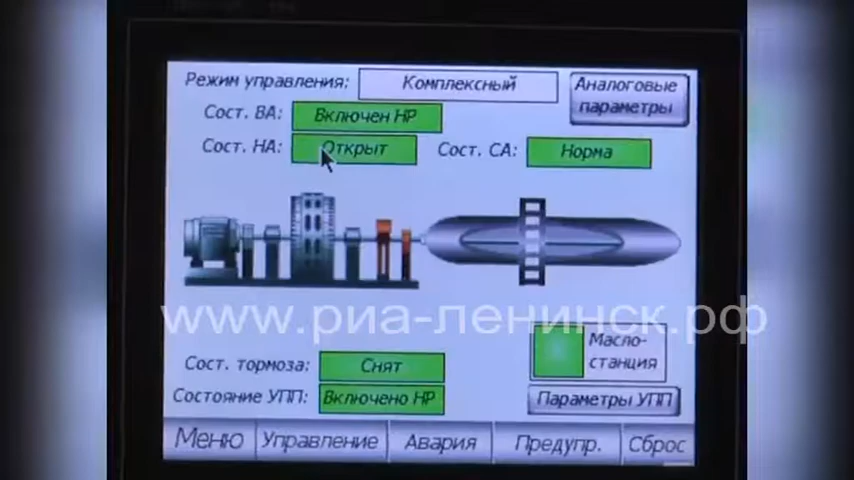 Режим управления: Комплексный
Аналоговые параметры
Сост. ВА: Включен НР
Сост. НА: Открыт
Сост. СА: Норма
www.риа-ленинск.рф
Масло-
станция
Сост. тормоза: Снят
Состояние УПП: Включено НР
Параметры УПП
Меню Управление Авария Предупр. Сброс